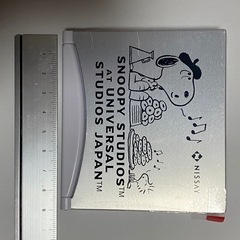 SNOOPY STUDIOS™
AT UNIVERSAL
STUDIOS JAPAN™
NISSAY